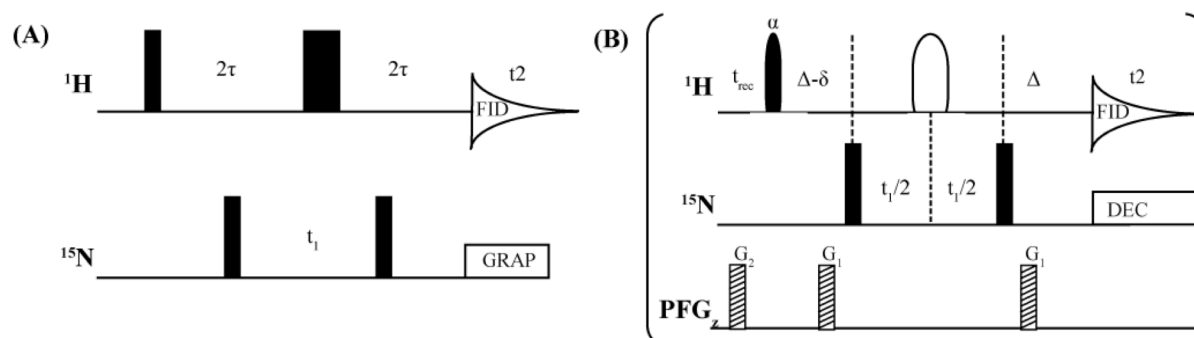 (A)
¹H
2τ
2τ
t2
FID
¹⁵N
t₁
GRAP
(B)
¹H
t_rec
α
Δ-δ
Δ
t2
FID
¹⁵N
t₁/2
t₁/2
DEC
PFG_z
G₂
G₁
G₁